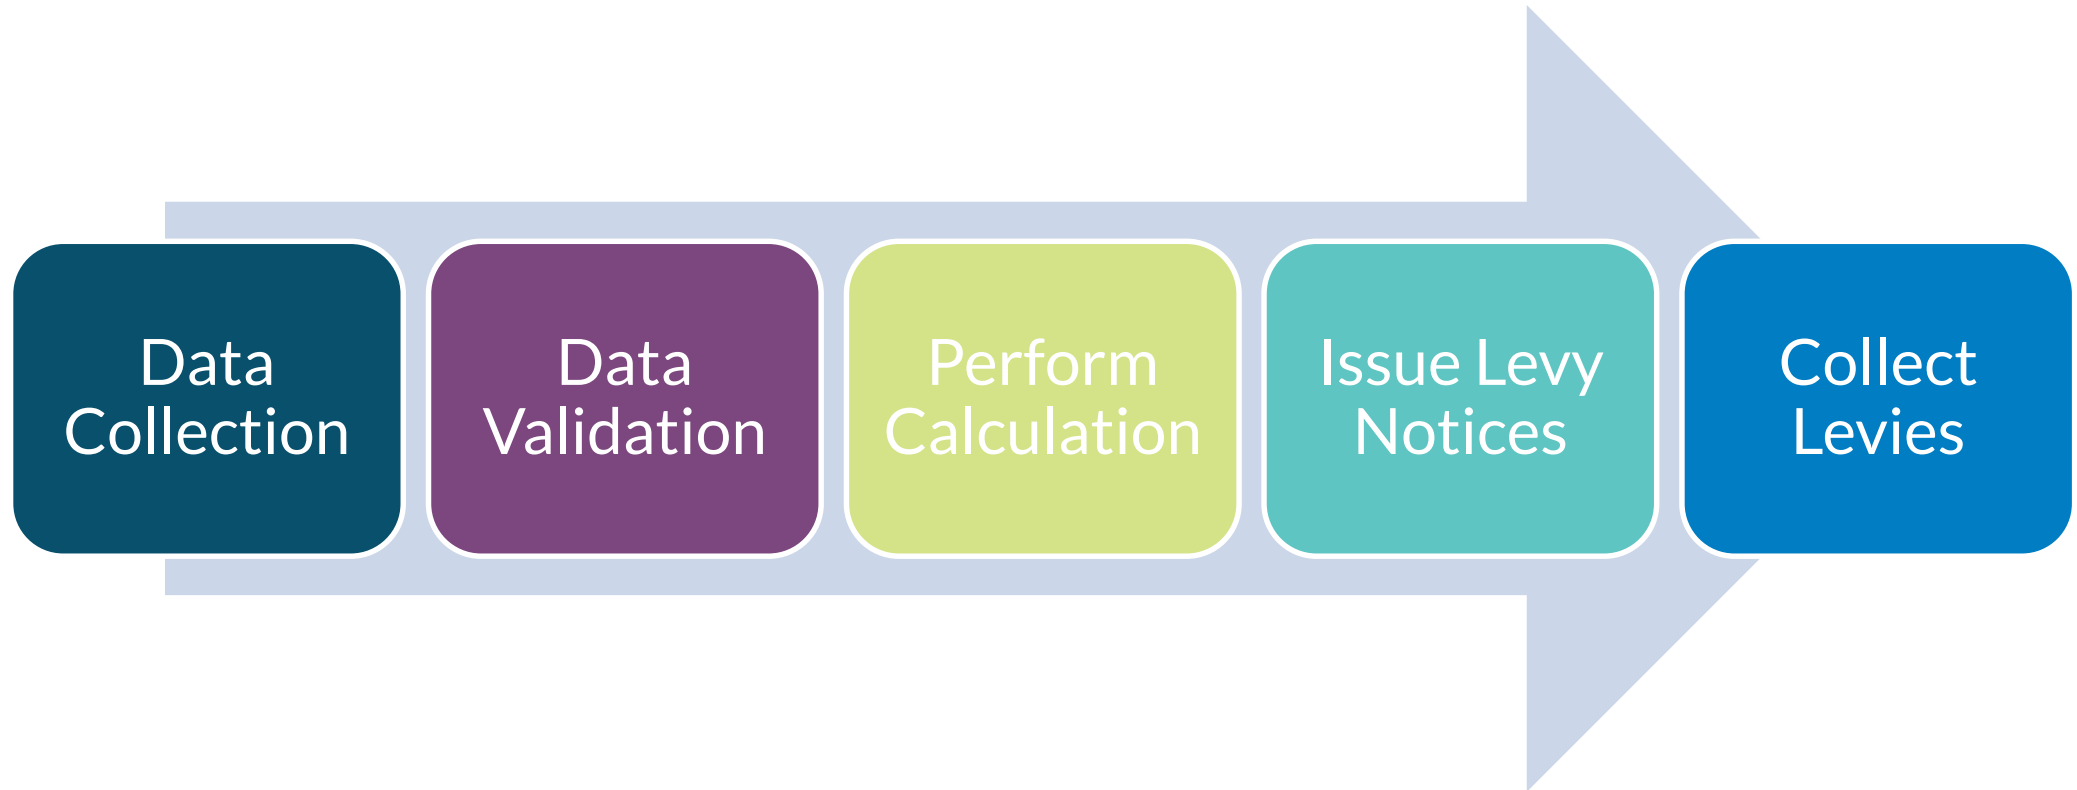 Data
Collection
Data
Validation
Perform
Calculation
Issue Levy
Notices
Collect
Levies